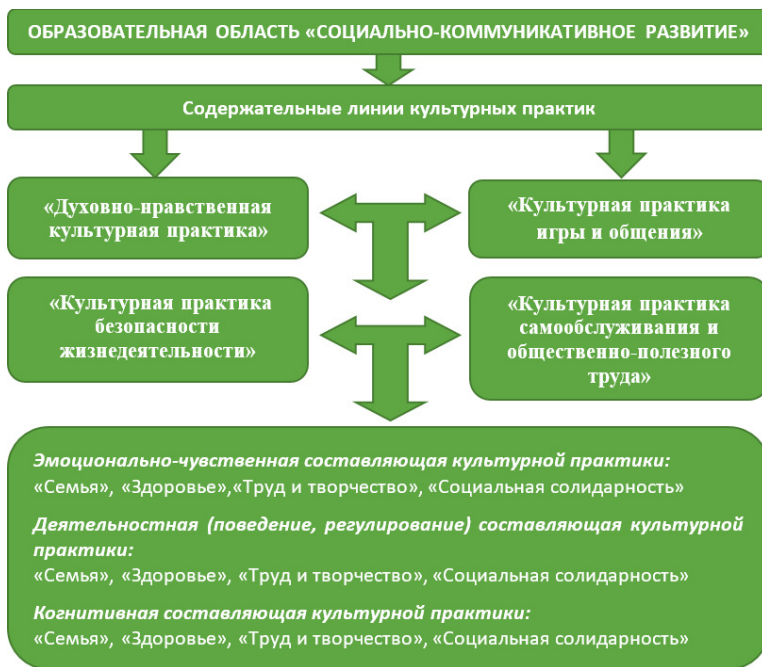 ОБРАЗОВАТЕЛЬНАЯ ОБЛАСТЬ «СОЦИАЛЬНО-КОММУНИКАТИВНОЕ РАЗВИТИЕ»
Содержательные линии культурных практик
«Духовно-нравственная
культурная практика»
«Культурная практика
игры и общения»
«Культурная практика
безопасности
жизнедеятельности»
«Культурная практика
самообслуживания и
общественно-полезного
труда»
Эмоционально-чувственная составляющая культурной практики:
«Семья», «Здоровье»,«Труд и творчество», «Социальная солидарность»
Деятельностная (поведение, регулирование) составляющая культурной
практики:
«Семья», «Здоровье», «Труд и творчество», «Социальная солидарность»
Когнитивная составляющая культурной практики:
«Семья», «Здоровье», «Труд и творчество», «Социальная солидарность»